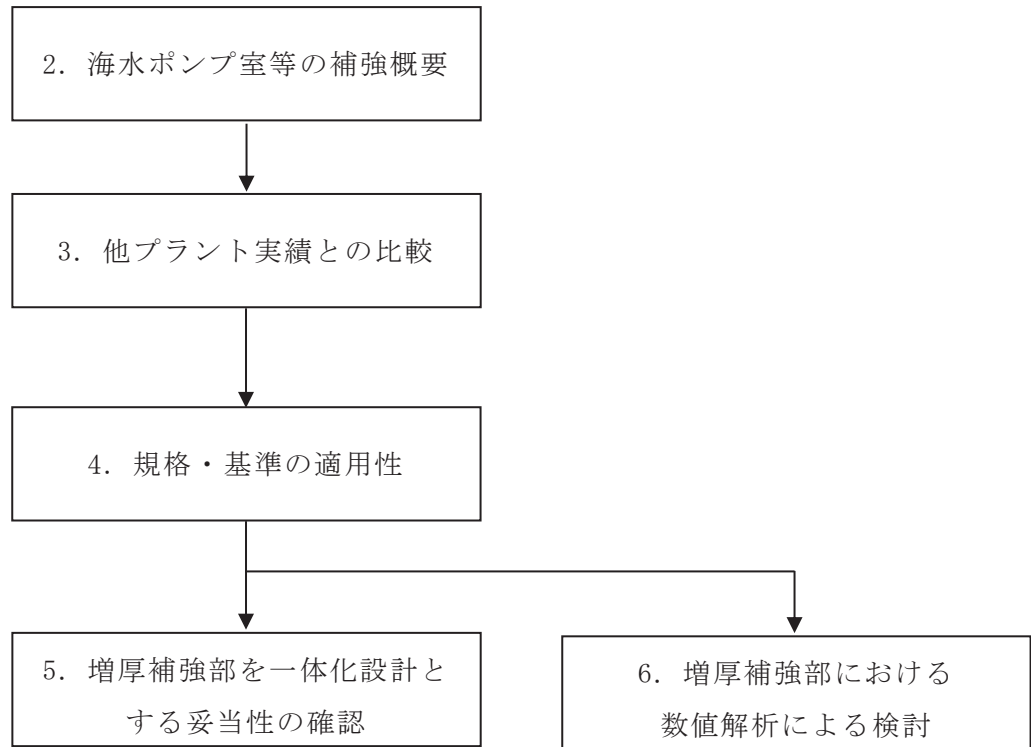 2. 海水ポンプ室等の補強概要
3. 他プラント実績との比較
4. 規格・基準の適用性
5. 増厚補強部を一体化設計と
する妥当性の確認
6. 増厚補強部における
数値解析による検討